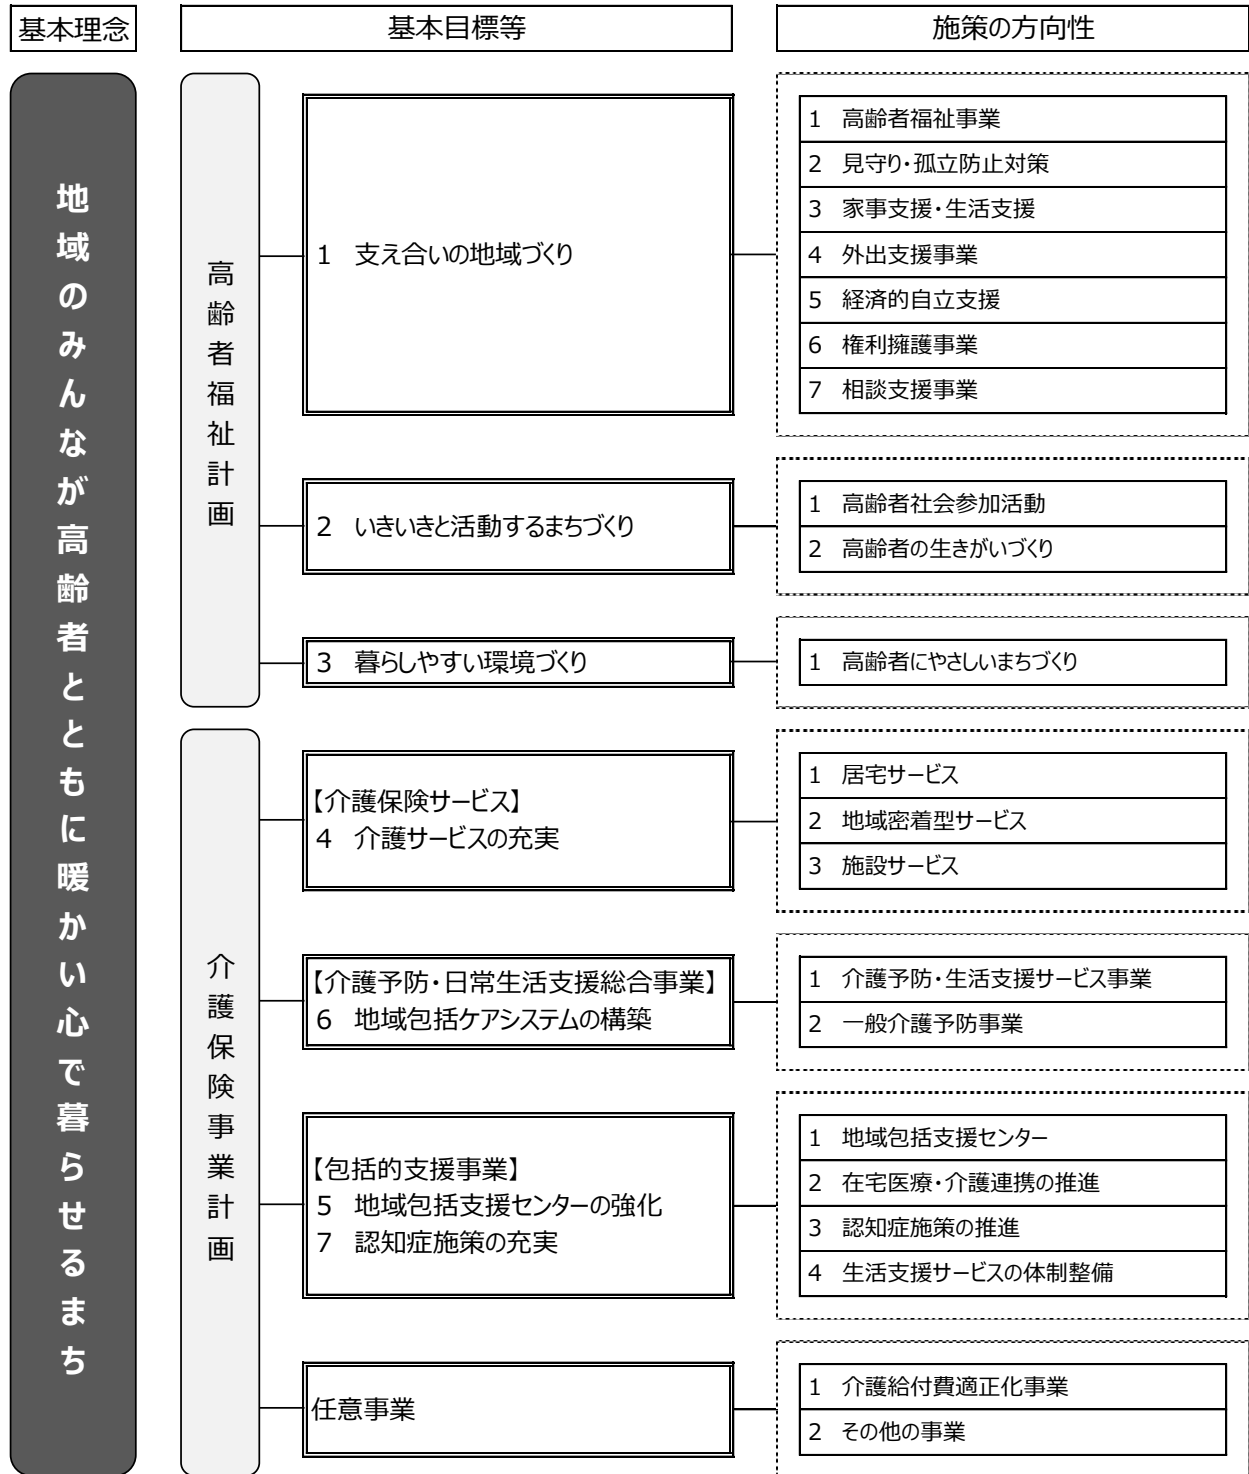 基本理念
基本目標等
施策の方向性
地域のみんなが高齢者とともに暖かい心で暮らせるまち
高齢者福祉計画
1 支え合いの地域づくり
1 高齢者福祉事業
2 見守り・孤立防止対策
3 家事支援・生活支援
4 外出支援事業
5 経済的自立支援
6 権利擁護事業
7 相談支援事業
2 いきいきと活動するまちづくり
1 高齢者社会参加活動
2 高齢者の生きがいづくり
3 暮らしやすい環境づくり
1 高齢者にやさしいまちづくり
介護保険事業計画
【介護保険サービス】
4 介護サービスの充実
1 居宅サービス
2 地域密着型サービス
3 施設サービス
【介護予防・日常生活支援総合事業】
6 地域包括ケアシステムの構築
1 介護予防・生活支援サービス事業
2 一般介護予防事業
【包括的支援事業】
5 地域包括支援センターの強化
7 認知症施策の充実
1 地域包括支援センター
2 在宅医療・介護連携の推進
3 認知症施策の推進
4 生活支援サービスの体制整備
任意事業
1 介護給付費適正化事業
2 その他の事業